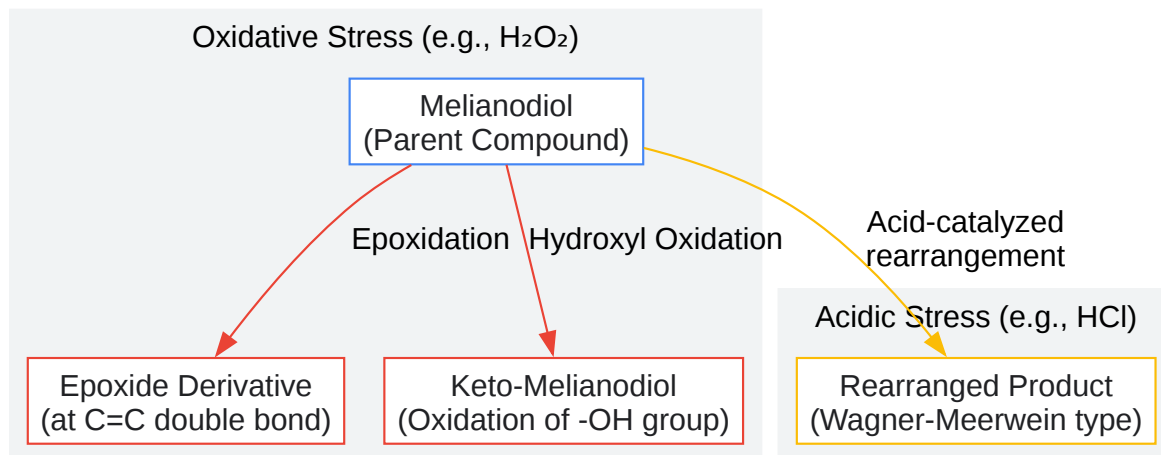 Oxidative Stress (e.g., H₂O₂)
Melianodiol
(Parent Compound)
Epoxidation
Hydroxyl Oxidation
Acid-catalyzed
rearrangement
Acidic Stress (e.g., HCl)
Epoxide Derivative
(at C=C double bond)
Keto-Melianodiol
(Oxidation of -OH group)
Rearranged Product
(Wagner-Meerwein type)